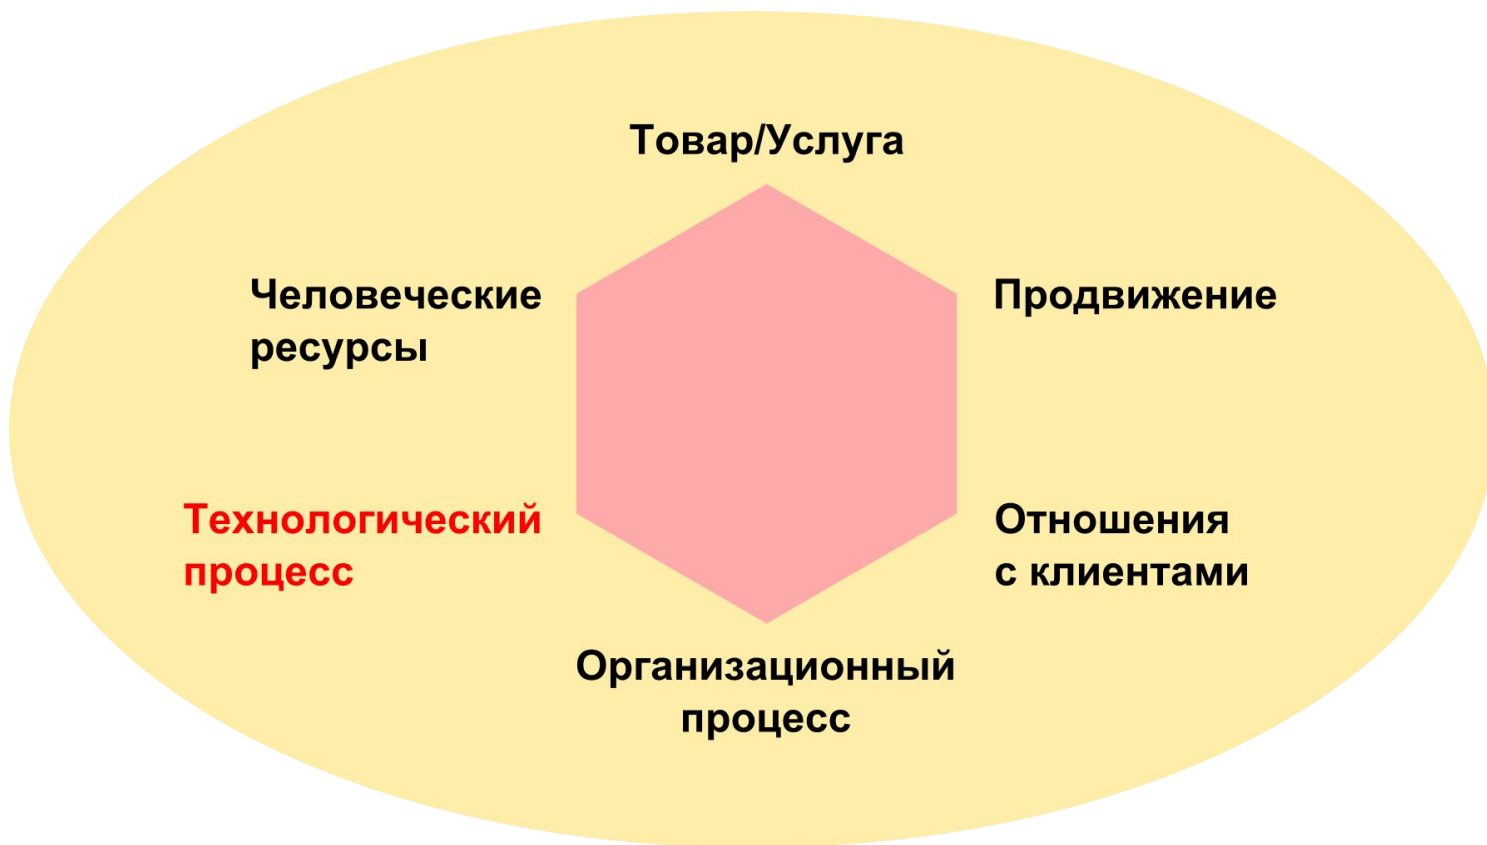 Товар/Услуга
Человеческие
ресурсы
Продвижение
Технологический
процесс
Отношения
с клиентами
Организационный
процесс